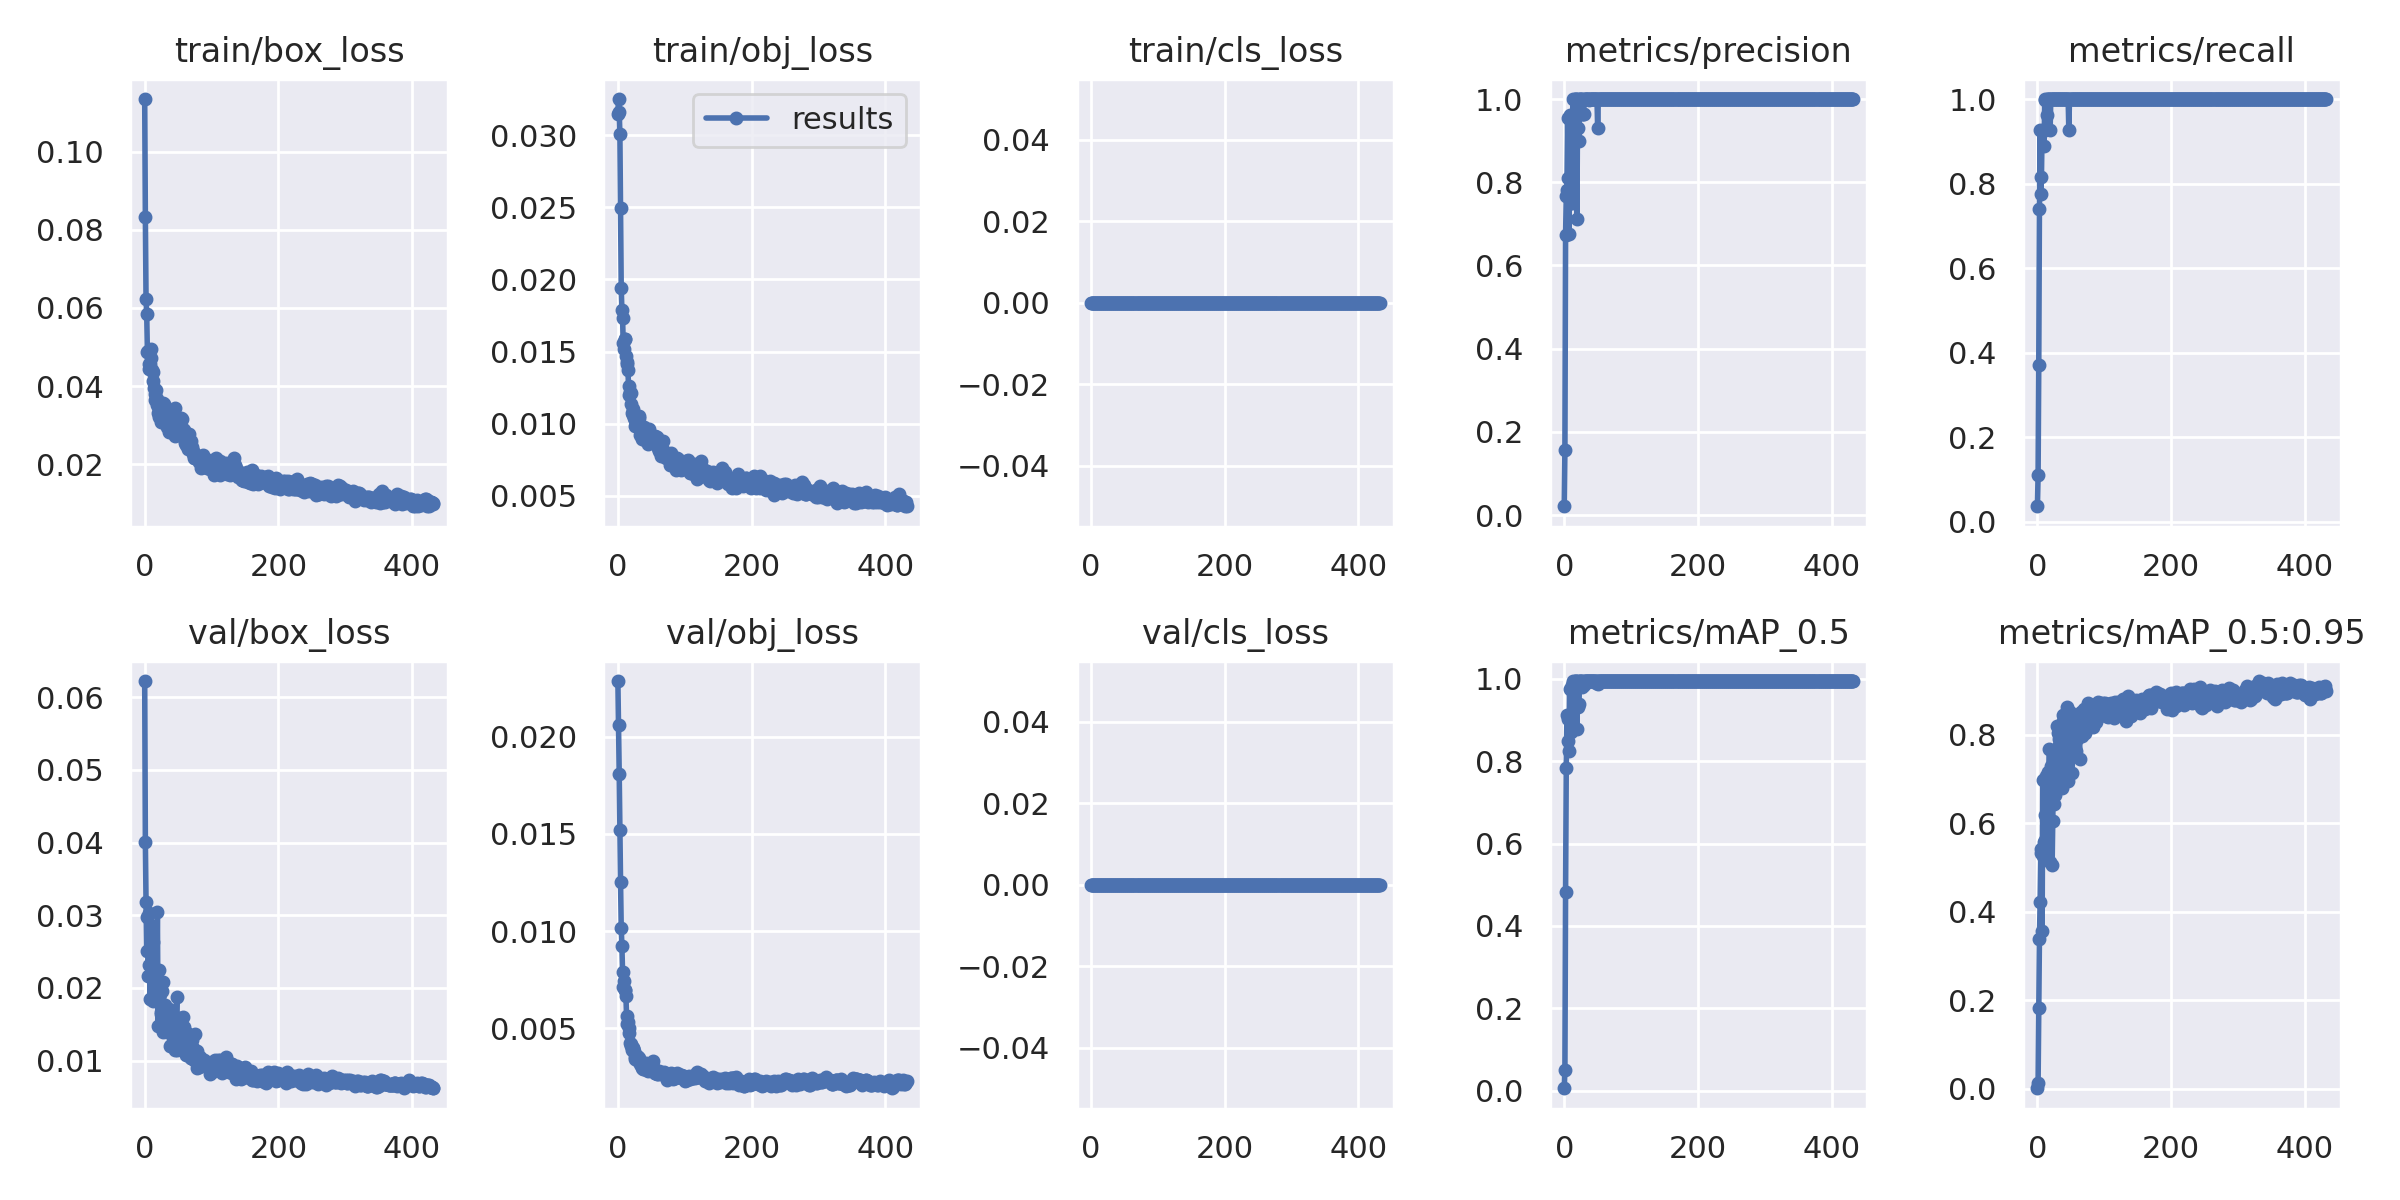 train/box_loss
train/obj_loss
train/cls_loss
metrics/precision
metrics/recall
0.10
0.08
0.06
0.04
0.02
0 200 400
results
0.030
0.025
0.020
0.015
0.010
0.005
0 200 400
0.04
0.02
0.00
−0.02
−0.04
0 200 400
1.0
0.8
0.6
0.4
0.2
0.0
0 200 400
1.0
0.8
0.6
0.4
0.2
0.0
0 200 400
val/box_loss
val/obj_loss
val/cls_loss
metrics/mAP_0.5
metrics/mAP_0.5:0.95
0.06
0.05
0.04
0.03
0.02
0.01
0 200 400
0.020
0.015
0.010
0.005
0 200 400
0.04
0.02
0.00
−0.02
−0.04
0 200 400
1.0
0.8
0.6
0.4
0.2
0.0
0 200 400
0.8
0.6
0.4
0.2
0.0
0 200 400